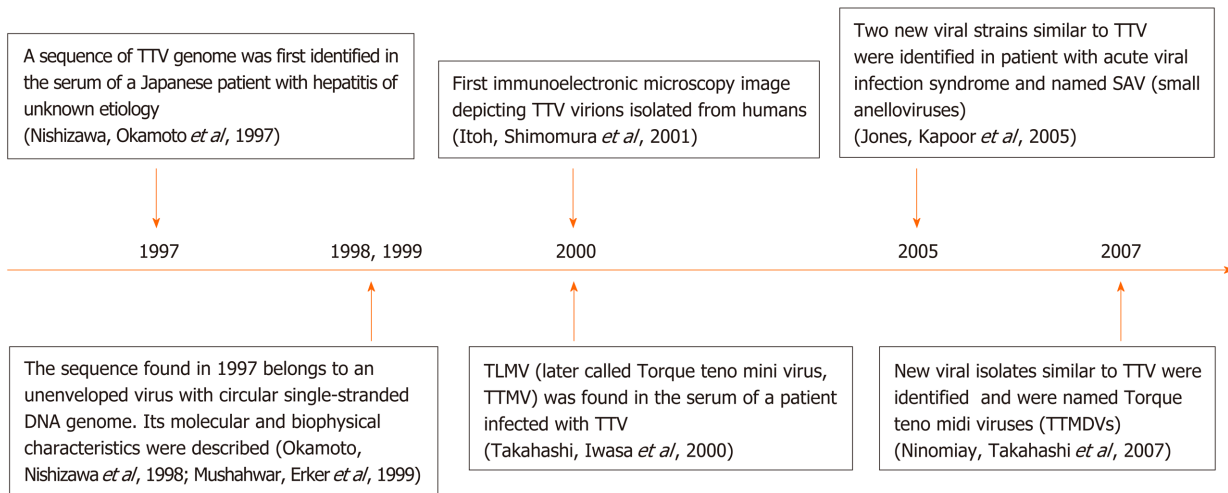 A sequence of TTV genome was first identified in
the serum of a Japanese patient with hepatitis of
unknown etiology
(Nishizawa, Okamoto et al, 1997)
First immunoelectronic microscopy image
depicting TTV virions isolated from humans
(Itoh, Shimomura et al, 2001)
Two new viral strains similar to TTV
were identified in patient with acute viral
infection syndrome and named SAV (small
anelloviruses)
(Jones, Kapoor et al, 2005)
1997
1998, 1999
2000
2005
2007
The sequence found in 1997 belongs to an
unenveloped virus with circular single-stranded
DNA genome. Its molecular and biophysical
characteristics were described (Okamoto,
Nishizawa et al, 1998; Mushahwar, Erker et al, 1999)
TLMV (later called Torque teno mini virus,
TTMV) was found in the serum of a patient
infected with TTV
(Takahashi, Iwasa et al, 2000)
New viral isolates similar to TTV were
identified and were named Torque
teno midi viruses (TTMDVs)
(Ninomiay, Takahashi et al, 2007)